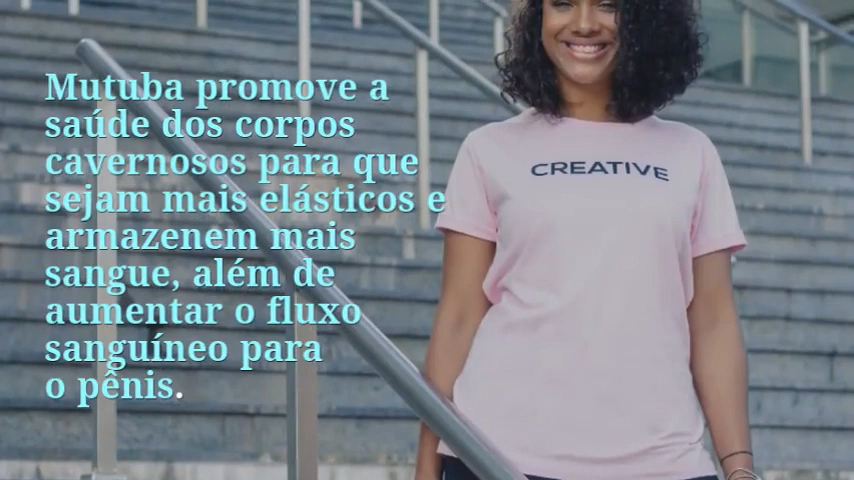 Mutuba promove a
saúde dos corpos
cavernosos para que
sejam mais elásticos e
armazenem mais
sangue, além de
aumentar o fluxo
sanguíneo para
o pênis.
CREATIVE